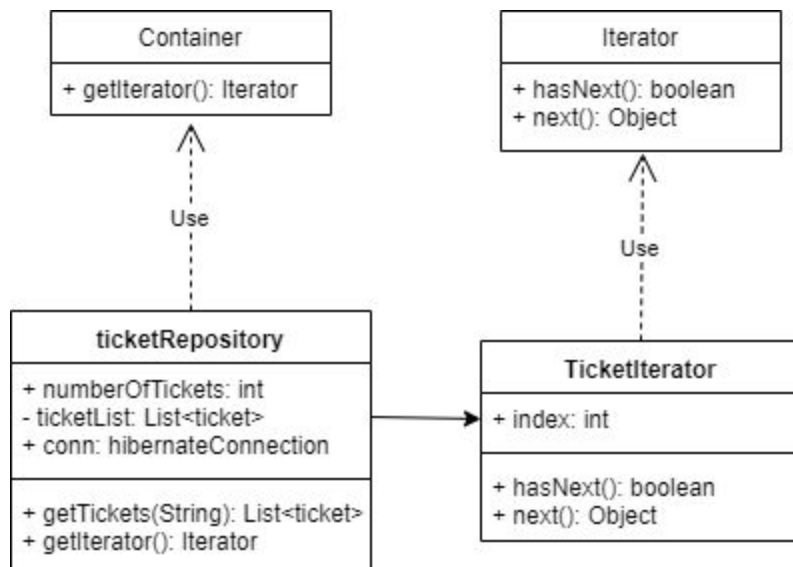 Container
+ getIterator(): Iterator
Iterator
+ hasNext(): boolean
+ next(): Object
Use
Use
ticketRepository
+ numberOfTickets: int
- ticketList: List<ticket>
+ conn: hibernateConnection
+ getTickets(String): List<ticket>
+ getIterator(): Iterator
TicketIterator
+ index: int
+ hasNext(): boolean
+ next(): Object